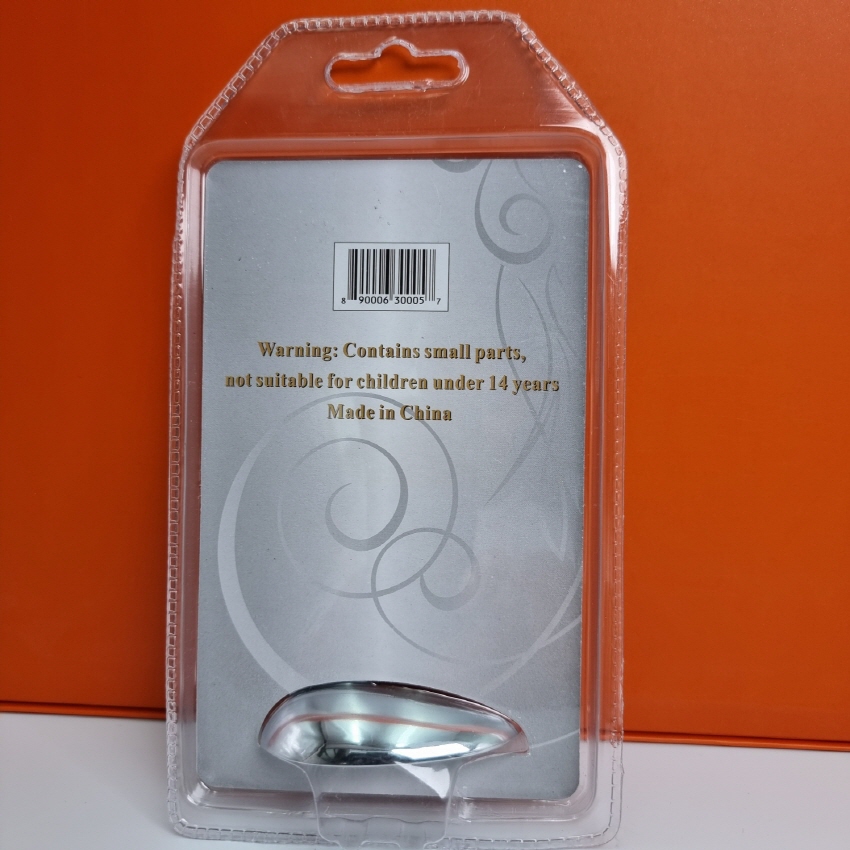 8 90006 30005 7
Warning: Contains small parts,
not suitable for children under 14 years
Made in China